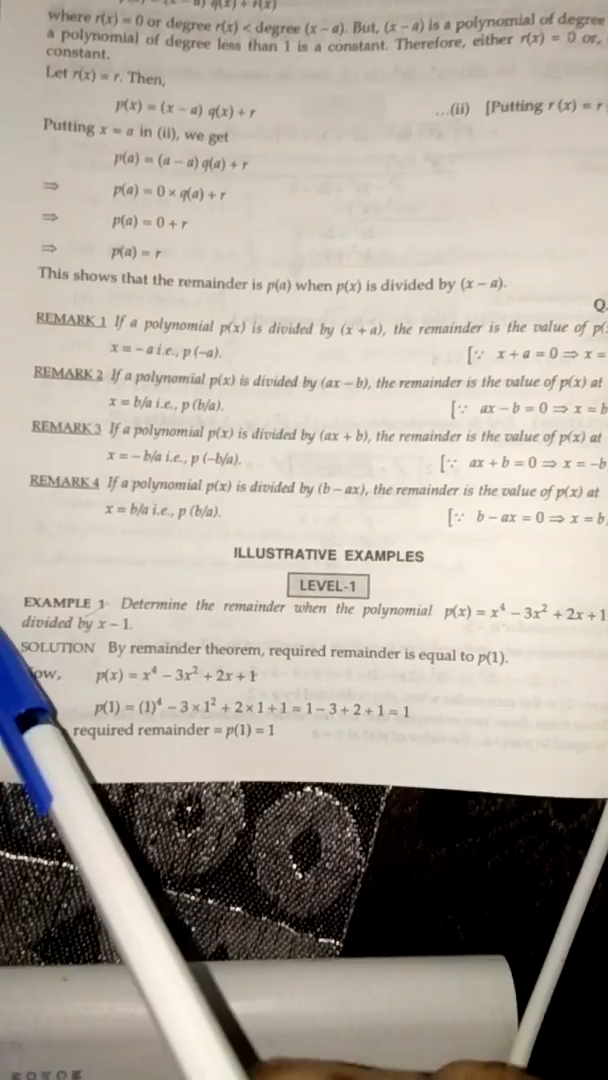 where r(x) = 0 or degree r(x) < degree (x – a). But, (x – a) is a polynomial of degree
a polynomial of degree less than 1 is a constant. Therefore, either r(x) = 0 or,
constant.
Let r(x) = r. Then,
p(x) = (x – a) q(x) + r ...(ii) [Putting r (x) = r
Putting x = a in (ii), we get
p(a) = (a – a) q(a) + r
⇒ p(a) = 0 × q(a) + r
⇒ p(a) = 0 + r
⇒ p(a) = r
This shows that the remainder is p(a) when p(x) is divided by (x – a).
Q.
REMARK 1 If a polynomial p(x) is divided by (x + a), the remainder is the value of p(
x = – a i.e., p (–a). [∵ x + a = 0 ⇒ x =
REMARK 2 If a polynomial p(x) is divided by (ax – b), the remainder is the value of p(x) at
x = b/a i.e., p (b/a). [∵ ax – b = 0 ⇒ x = b
REMARK 3 If a polynomial p(x) is divided by (ax + b), the remainder is the value of p(x) at
x = – b/a i.e., p (–b/a). [∵ ax + b = 0 ⇒ x = –b
REMARK 4 If a polynomial p(x) is divided by (b – ax), the remainder is the value of p(x) at
x = b/a i.e., p (b/a). [∵ b – ax = 0 ⇒ x = b
ILLUSTRATIVE EXAMPLES
LEVEL-1
EXAMPLE 1 Determine the remainder when the polynomial p(x) = x⁴ – 3x² + 2x + 1
divided by x – 1.
SOLUTION By remainder theorem, required remainder is equal to p(1).
ow, p(x) = x⁴ – 3x² + 2x + 1
p(1) = (1)⁴ – 3 × 1² + 2 × 1 + 1 = 1 – 3 + 2 + 1 = 1
required remainder = p(1) = 1